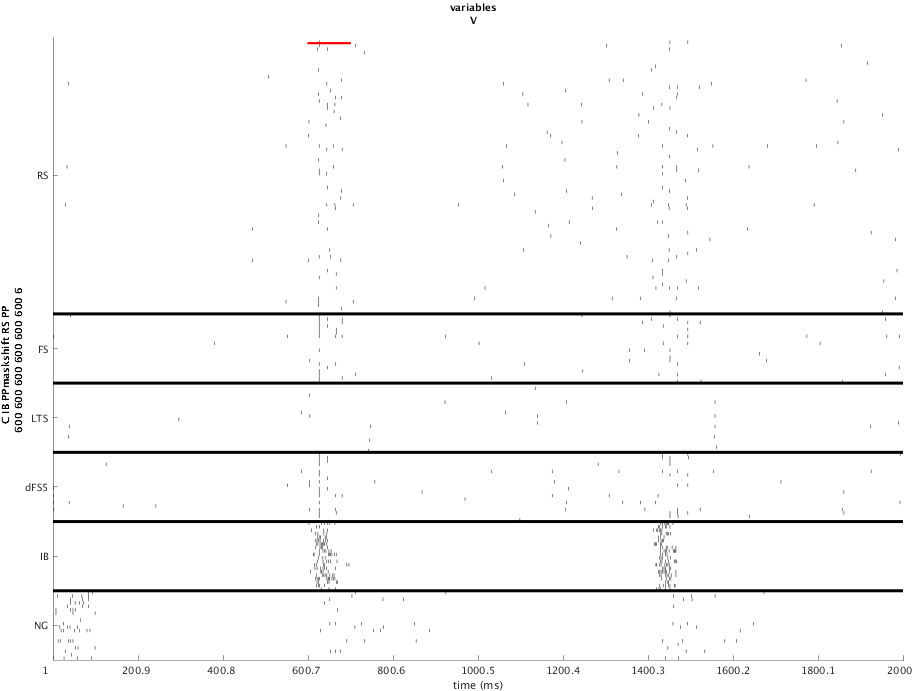 variables
V
C IB PPmaskshift RS PP
600 600 600 600 600 600 600 6
RS
FS
LTS
dFS5
IB
NG
1 200.9 400.8 600.7 800.6 1000.5 1200.4 1400.3 1600.2 1800.1 2000
time (ms)